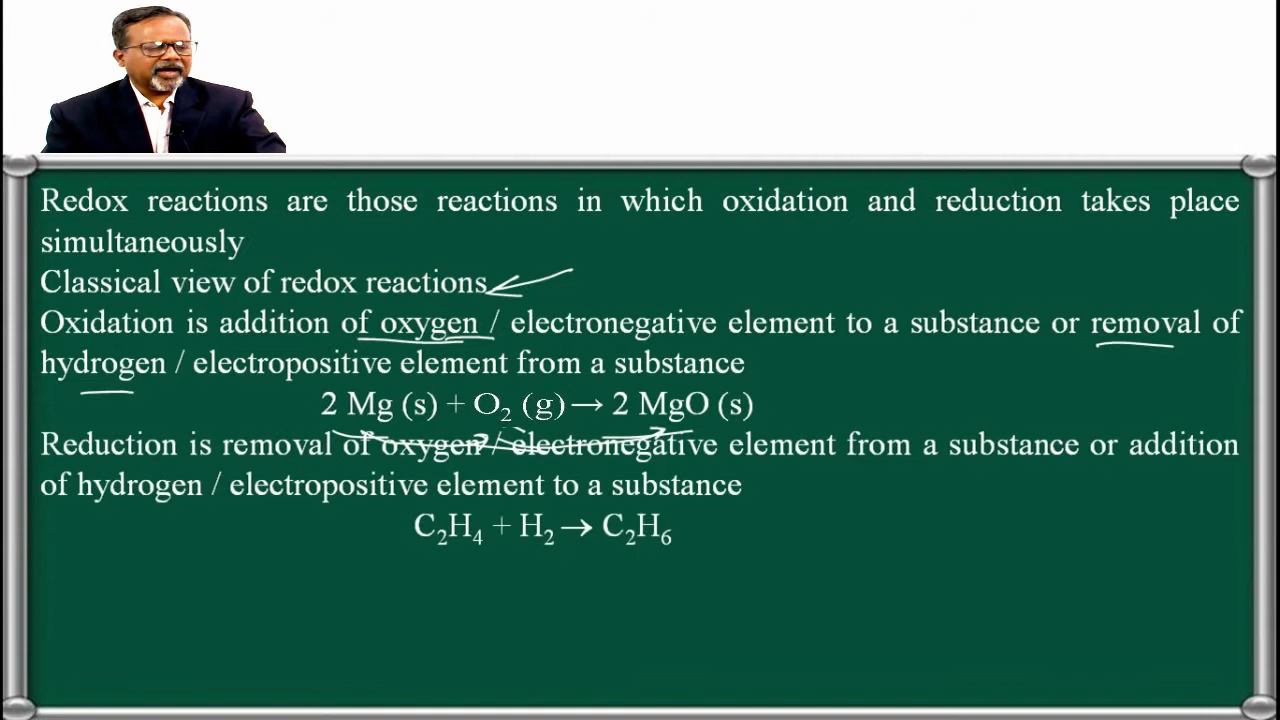 Redox reactions are those reactions in which oxidation and reduction takes place
simultaneously
Classical view of redox reactions
Oxidation is addition of oxygen / electronegative element to a substance or removal of
hydrogen / electropositive element from a substance
2 Mg (s) + O₂ (g) → 2 MgO (s)
Reduction is removal of oxygen / electronegative element from a substance or addition
of hydrogen / electropositive element to a substance
C₂H₄ + H₂ → C₂H₆